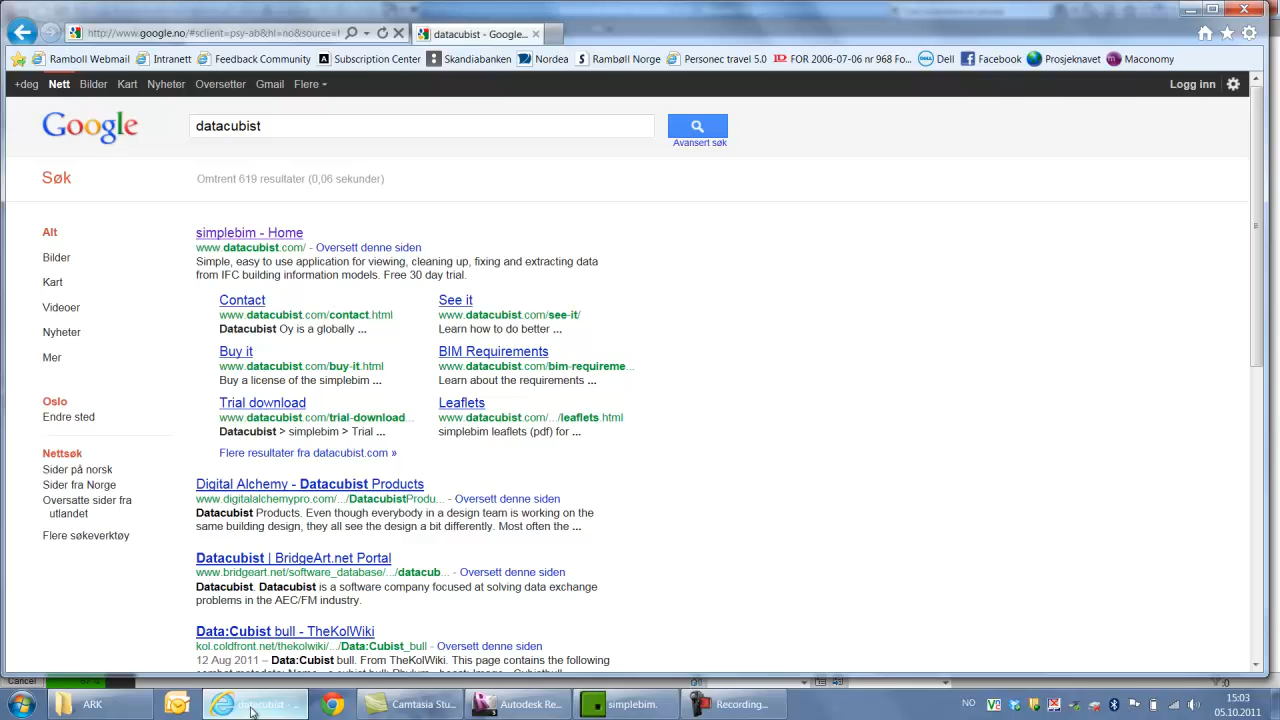 http://www.google.no/#sclient=psy-ab&hl=no&source=!
datacubist - Google...
Ramboll Webmail
Intranett
Feedback Community
Subscription Cent
Skandiabanken
Nordea
Rambøll Norge
Personec travel 5.0
FOR 2006-07-06 nr 968 Fo...
Dell
Facebook
Prosjeknavet
Maconomy
+deg Nett Bilder Kart Nyheter Oversetter Gmail Flere
Logg inn
Google
datacubist
Avansert søk
Søk
Omtrent 619 resultater (0,06 sekunder)
Alt
Bilder
Kart
Videoer
Nyheter
Mer
Oslo
Endre sted
Nettsøk
Sider på norsk
Sider fra Norge
Oversatte sider fra
utlandet
Flere søkeverktøy
simplebim - Home
www.datacubist.com/ - Oversett denne siden
Simple, easy to use application for viewing, cleaning up, fixing and extracting data
from IFC building information models. Free 30 day trial.
Contact
www.datacubist.com/contact.html
Datacubist Oy is a globally ...
See it
www.datacubist.com/see-it/
Learn how to do better ...
Buy it
www.datacubist.com/buy-it.html
Buy a license of the simplebim ...
BIM Requirements
www.datacubist.com/bim-requireme...
Learn about the requirements ...
Trial download
www.datacubist.com/trial-download...
Datacubist > simplebim > Trial ...
Leaflets
www.datacubist.com/.../leaflets.html
simplebim leaflets (pdf) for ...
Flere resultater fra datacubist.com »
Digital Alchemy - Datacubist Products
www.digitalalchemypro.com/.../DatacubistProdu... - Oversett denne siden
Datacubist Products. Even though everybody in a design team is working on the
same building design, they all see the design a bit differently. Most often the ...
Datacubist | BridgeArt.net Portal
www.bridgeart.net/software_database/.../datacub... - Oversett denne siden
Datacubist. Datacubist is a software company focused at solving data exchange
problems in the AEC/FM industry.
Data:Cubist bull - TheKolWiki
kol.coldfront.net/thekolwiki/.../Data:Cubist_bull - Oversett denne siden
12 Aug 2011 – Data:Cubist bull. From TheKolWiki. This page contains the following
Cancel
:0
ARK
datacubist - ...
Camtasia Stu...
Autodesk Re...
simplebim.
Recording...
NO
15:03
05.10.2011